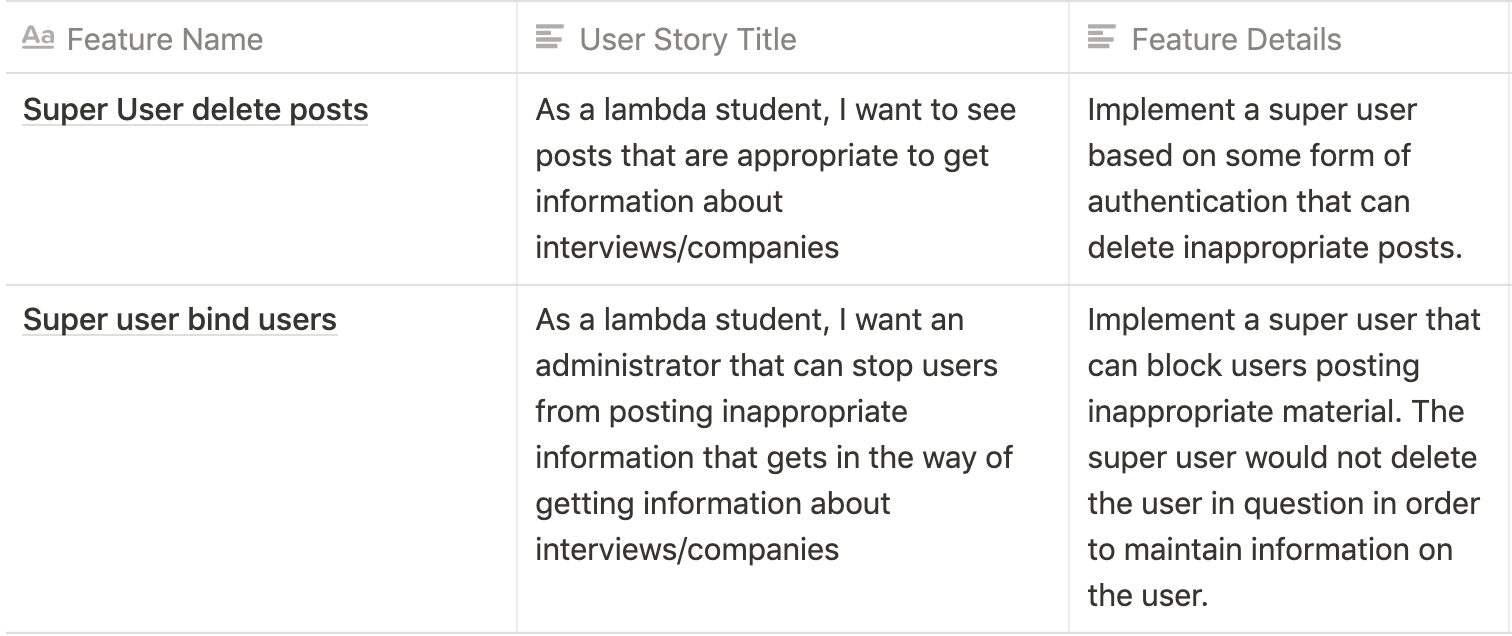 Aa Feature Name
User Story Title
Feature Details
Super User delete posts
As a lambda student, I want to see
posts that are appropriate to get
information about
interviews/companies
Implement a super user
based on some form of
authentication that can
delete inappropriate posts.
Super user bind users
As a lambda student, I want an
administrator that can stop users
from posting inappropriate
information that gets in the way of
getting information about
interviews/companies
Implement a super user that
can block users posting
inappropriate material. The
super user would not delete
the user in question in order
to maintain information on
the user.